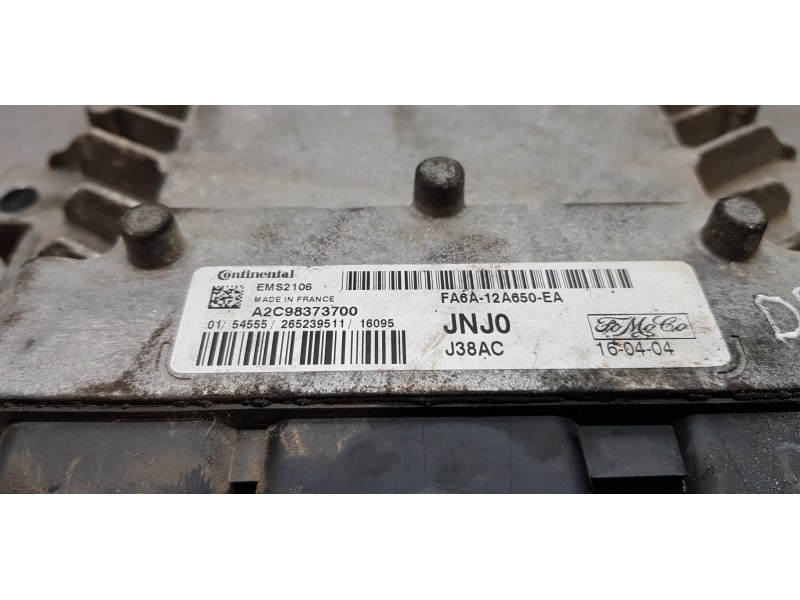 Continental
EMS2106
MADE IN FRANCE
A2C98373700
01/ 54555 / 265239511 / 16095
FA6A-12A650-EA
JNJ0
J38AC
FoMoCo
16-04-04